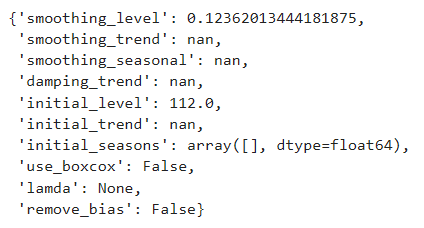 {'smoothing_level': 0.12362013444181875,
'smoothing_trend': nan,
'smoothing_seasonal': nan,
'damping_trend': nan,
'initial_level': 112.0,
'initial_trend': nan,
'initial_seasons': array([], dtype=float64),
'use_boxcox': False,
'lamda': None,
'remove_bias': False}